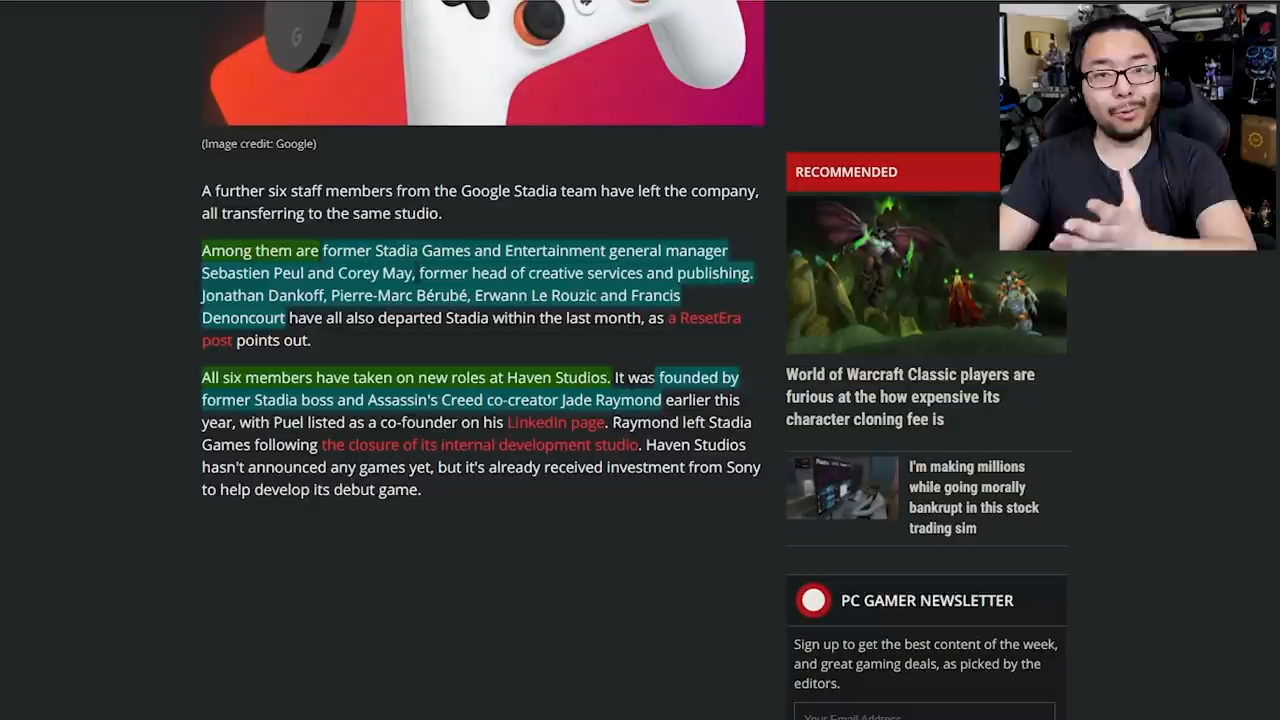 (Image credit: Google)
A further six staff members from the Google Stadia team have left the company,
all transferring to the same studio.
Among them are former Stadia Games and Entertainment general manager
Sebastien Peul and Corey May, former head of creative services and publishing.
Jonathan Dankoff, Pierre-Marc Bérubé, Erwann Le Rouzic and Francis
Denoncourt have all also departed Stadia within the last month, as a ResetEra
post points out.
All six members have taken on new roles at Haven Studios. It was founded by
former Stadia boss and Assassin's Creed co-creator Jade Raymond earlier this
year, with Puel listed as a co-founder on his LinkedIn page. Raymond left Stadia
Games following the closure of its internal development studio. Haven Studios
hasn't announced any games yet, but it's already received investment from Sony
to help develop its debut game.
RECOMMENDED
World of Warcraft Classic players are
furious at the how expensive its
character cloning fee is
I'm making millions
while going morally
bankrupt in this stock
trading sim
PC GAMER NEWSLETTER
Sign up to get the best content of the week,
and great gaming deals, as picked by the
editors.
Your Email Address